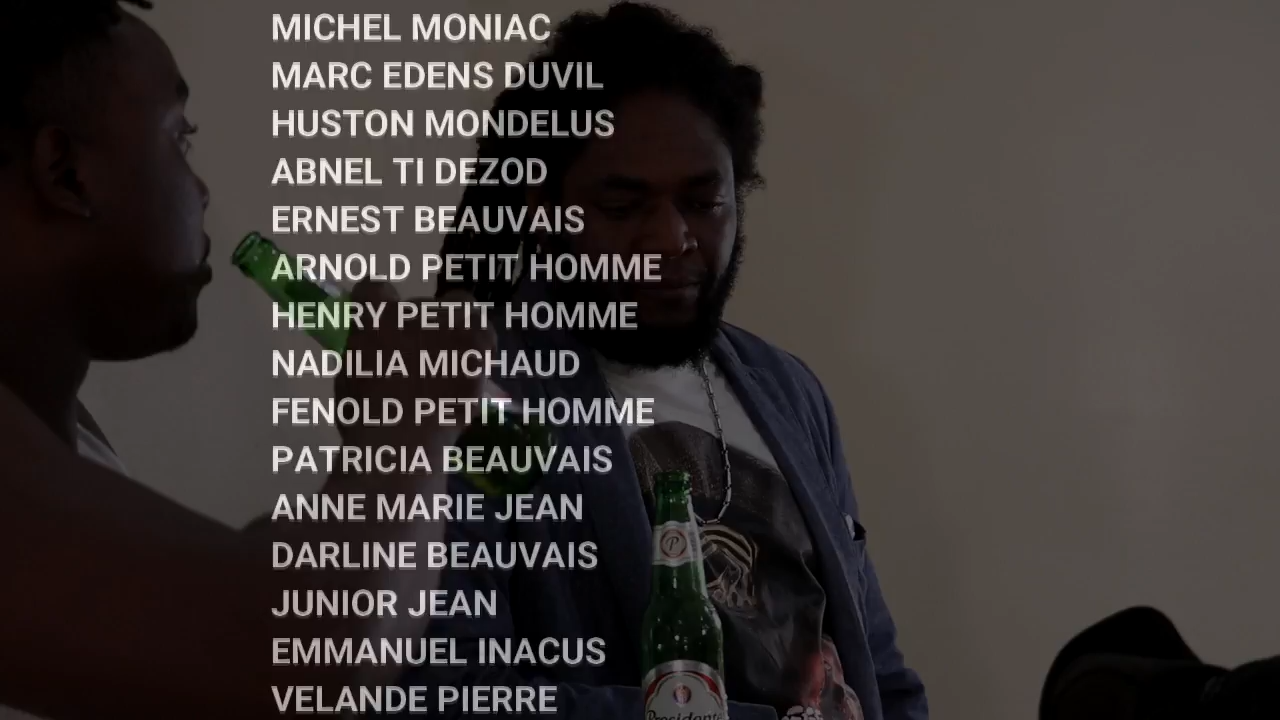 MICHEL MONIAC
MARC EDENS DUVIL
HUSTON MONDELUS
ABNEL TI DEZOD
ERNEST BEAUVAIS
ARNOLD PETIT HOMME
HENRY PETIT HOMME
NADILIA MICHAUD
FENOLD PETIT HOMME
PATRICIA BEAUVAIS
ANNE MARIE JEAN
DARLINE BEAUVAIS
JUNIOR JEAN
EMMANUEL INACUS
VELANDE PIERRE
P
Presidente